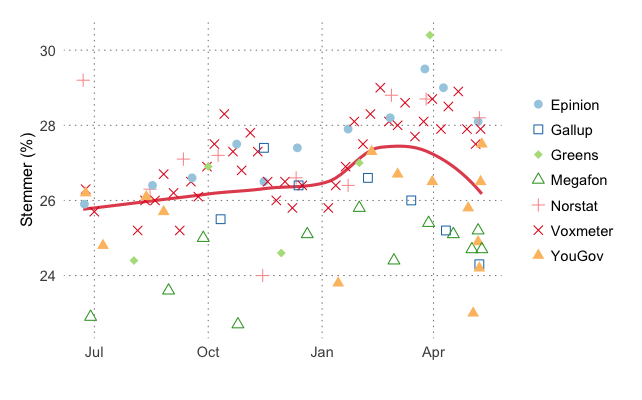 30
28
26
24
Stemmer (%)
Jul
Oct
Jan
Apr
Epinion
Gallup
Greens
Megafon
Norstat
Voxmeter
YouGov